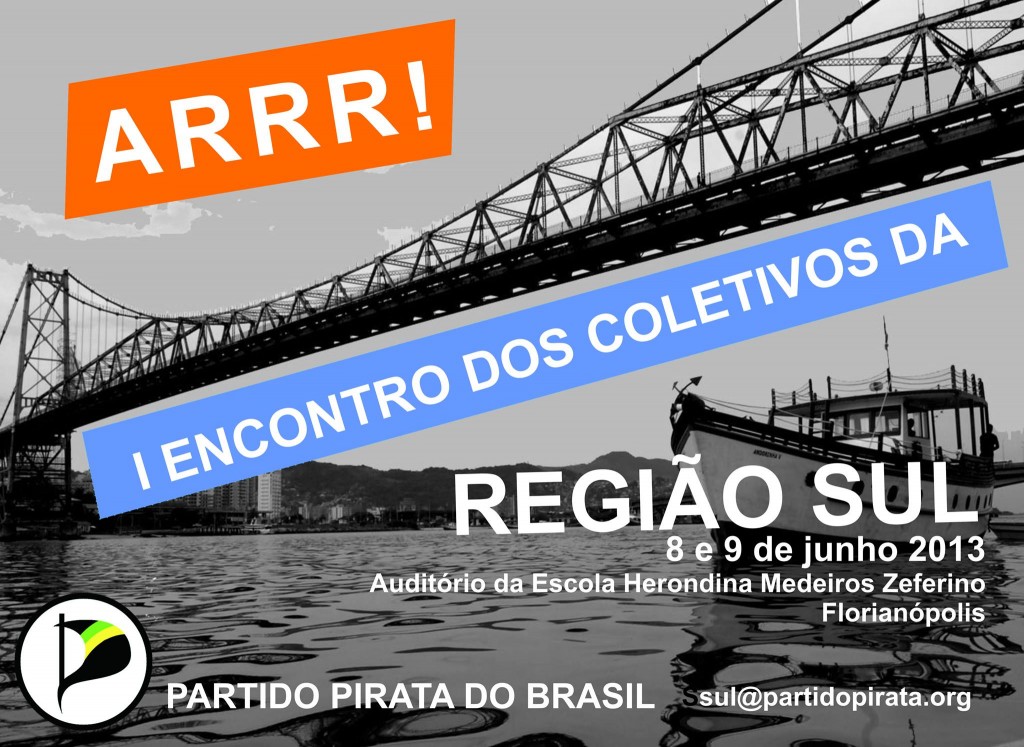 ARRR!
I ENCONTRO DOS COLETIVOS DA
REGIÃO SUL
8 e 9 de junho 2013
Auditório da Escola Herondina Medeiros Zeferino
Florianópolis
PARTIDO PIRATA DO BRASIL
sul@partidopirata.org